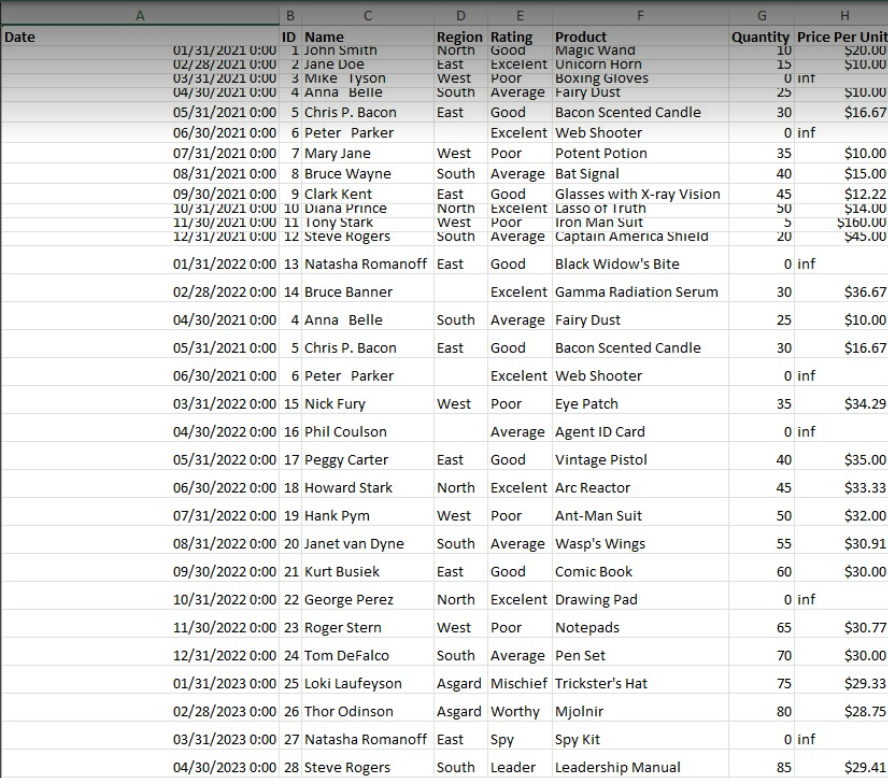 A B C D E F G H
Date ID Name Region Rating Product Quantity Price Per Unit
01/31/2021 0:00 1 John Smith North Good Magic Wand 10 $20.00
02/28/2021 0:00 2 Jane Doe East Excelent Unicorn Horn 15 $10.00
03/31/2021 0:00 3 Mike Tyson West Poor Boxing Gloves 0 inf
04/30/2021 0:00 4 Anna Belle South Average Fairy Dust 25 $10.00
05/31/2021 0:00 5 Chris P. Bacon East Good Bacon Scented Candle 30 $16.67
06/30/2021 0:00 6 Peter Parker Excelent Web Shooter 0 inf
07/31/2021 0:00 7 Mary Jane West Poor Potent Potion 35 $10.00
08/31/2021 0:00 8 Bruce Wayne South Average Bat Signal 40 $15.00
09/30/2021 0:00 9 Clark Kent East Good Glasses with X-ray Vision 45 $12.22
10/31/2021 0:00 10 Diana Prince North Excelent Lasso of Truth 50 $14.00
11/30/2021 0:00 11 Tony Stark West Poor Iron Man Suit 5 $160.00
12/31/2021 0:00 12 Steve Rogers South Average Captain America Shield 20 $45.00
01/31/2022 0:00 13 Natasha Romanoff East Good Black Widow's Bite 0 inf
02/28/2022 0:00 14 Bruce Banner Excelent Gamma Radiation Serum 30 $36.67
04/30/2021 0:00 4 Anna Belle South Average Fairy Dust 25 $10.00
05/31/2021 0:00 5 Chris P. Bacon East Good Bacon Scented Candle 30 $16.67
06/30/2021 0:00 6 Peter Parker Excelent Web Shooter 0 inf
03/31/2022 0:00 15 Nick Fury West Poor Eye Patch 35 $34.29
04/30/2022 0:00 16 Phil Coulson Average Agent ID Card 0 inf
05/31/2022 0:00 17 Peggy Carter East Good Vintage Pistol 40 $35.00
06/30/2022 0:00 18 Howard Stark North Excelent Arc Reactor 45 $33.33
07/31/2022 0:00 19 Hank Pym West Poor Ant-Man Suit 50 $32.00
08/31/2022 0:00 20 Janet van Dyne South Average Wasp's Wings 55 $30.91
09/30/2022 0:00 21 Kurt Busiek East Good Comic Book 60 $30.00
10/31/2022 0:00 22 George Perez North Excelent Drawing Pad 0 inf
11/30/2022 0:00 23 Roger Stern West Poor Notepads 65 $30.77
12/31/2022 0:00 24 Tom DeFalco South Average Pen Set 70 $30.00
01/31/2023 0:00 25 Loki Laufeyson Asgard Mischief Trickster's Hat 75 $29.33
02/28/2023 0:00 26 Thor Odinson Asgard Worthy Mjolnir 80 $28.75
03/31/2023 0:00 27 Natasha Romanoff East Spy Spy Kit 0 inf
04/30/2023 0:00 28 Steve Rogers South Leader Leadership Manual 85 $29.41